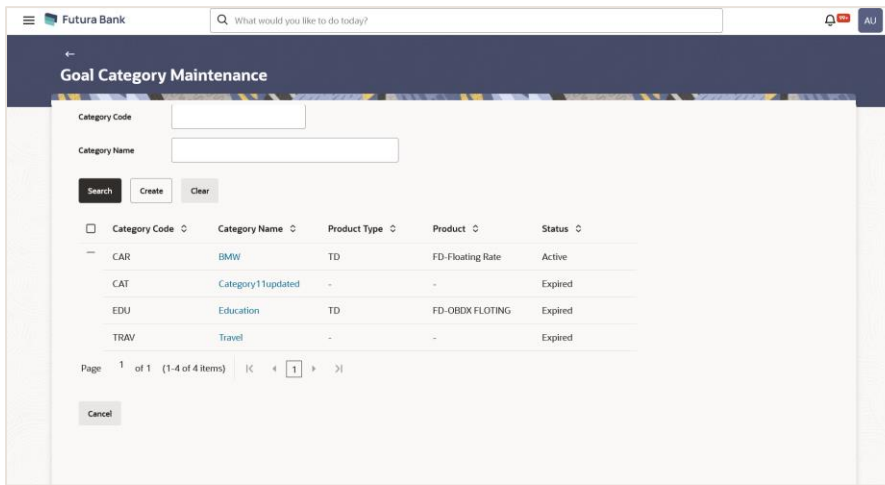 Futura Bank What would you like to do today? 99+ AU
Goal Category Maintenance
Category Code
Category Name
Search Create Clear
Category Code Category Name Product Type Product Status
CAR BMW TD FD-Floating Rate Active
CAT Category11updated - - Expired
EDU Education TD FD-OBDX FLOTING Expired
TRAV Travel - - Expired
Page 1 of 1 (1-4 of 4 items) 1
Cancel